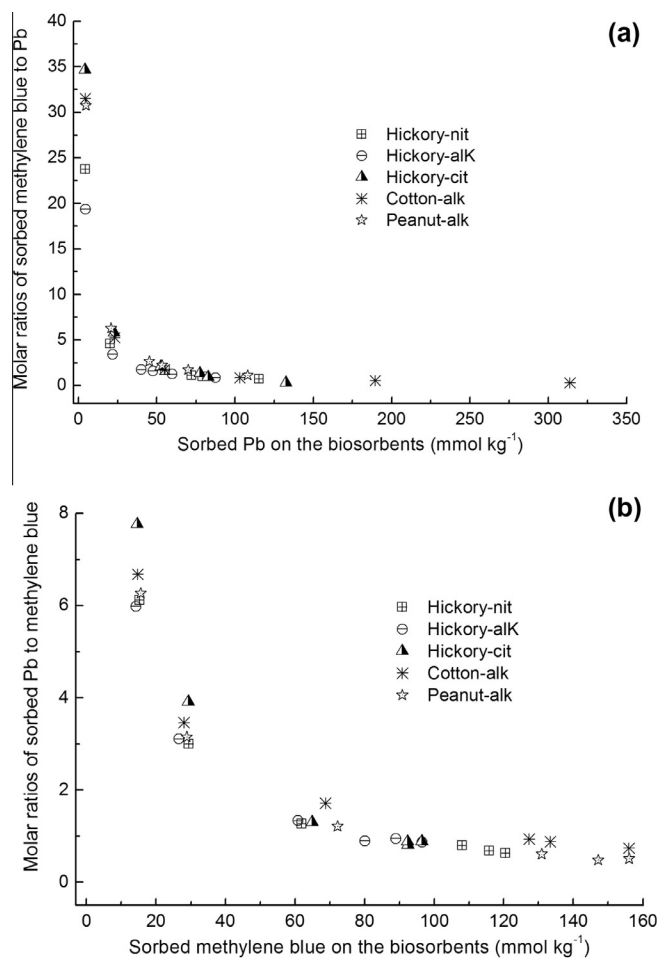 (a)
Molar ratios of sorbed methylene blue to Pb
40
35
30
25
20
15
10
5
0
Hickory-nit
Hickory-alK
Hickory-cit
Cotton-alk
Peanut-alk
0 50 100 150 200 250 300 350
Sorbed Pb on the biosorbents (mmol kg⁻¹)
(b)
Molar ratios of sorbed Pb to methylene blue
8
6
4
2
0
Hickory-nit
Hickory-alK
Hickory-cit
Cotton-alk
Peanut-alk
0 20 40 60 80 100 120 140 160
Sorbed methylene blue on the biosorbents (mmol kg⁻¹)